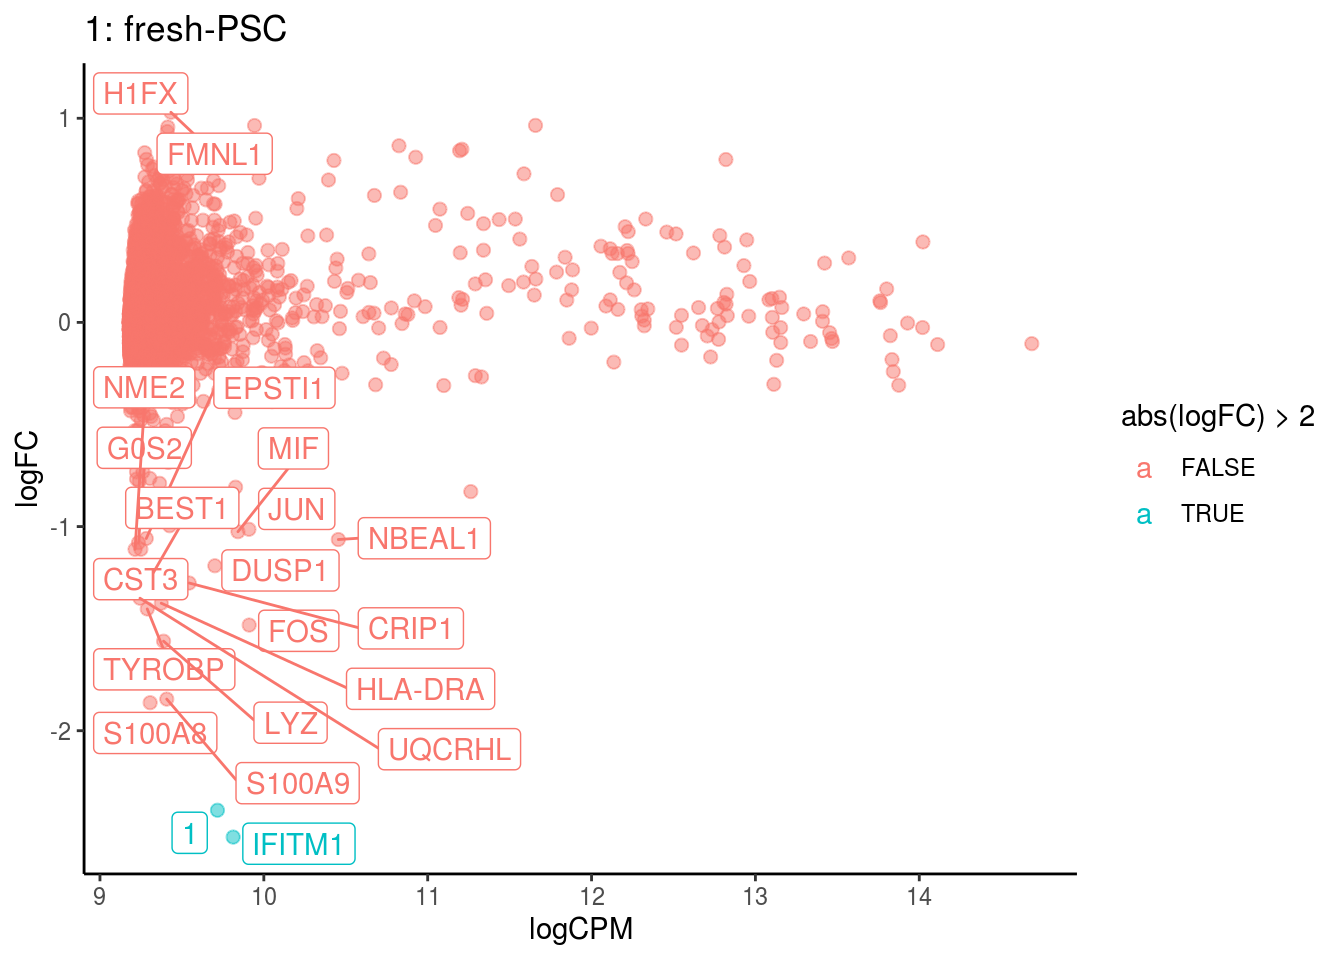 1: fresh-PSC
H1FX
FMNL1
NME2
EPSTI1
G0S2
MIF
BEST1
JUN
NBEAL1
DUSP1
CST3
CRIP1
FOS
TYROBP
HLA-DRA
LYZ
S100A8
UQCRHL
S100A9
1
IFITM1
1
0
-1
-2
logFC
9 10 11 12 13 14
logCPM
abs(logFC) > 2
a FALSE
a TRUE